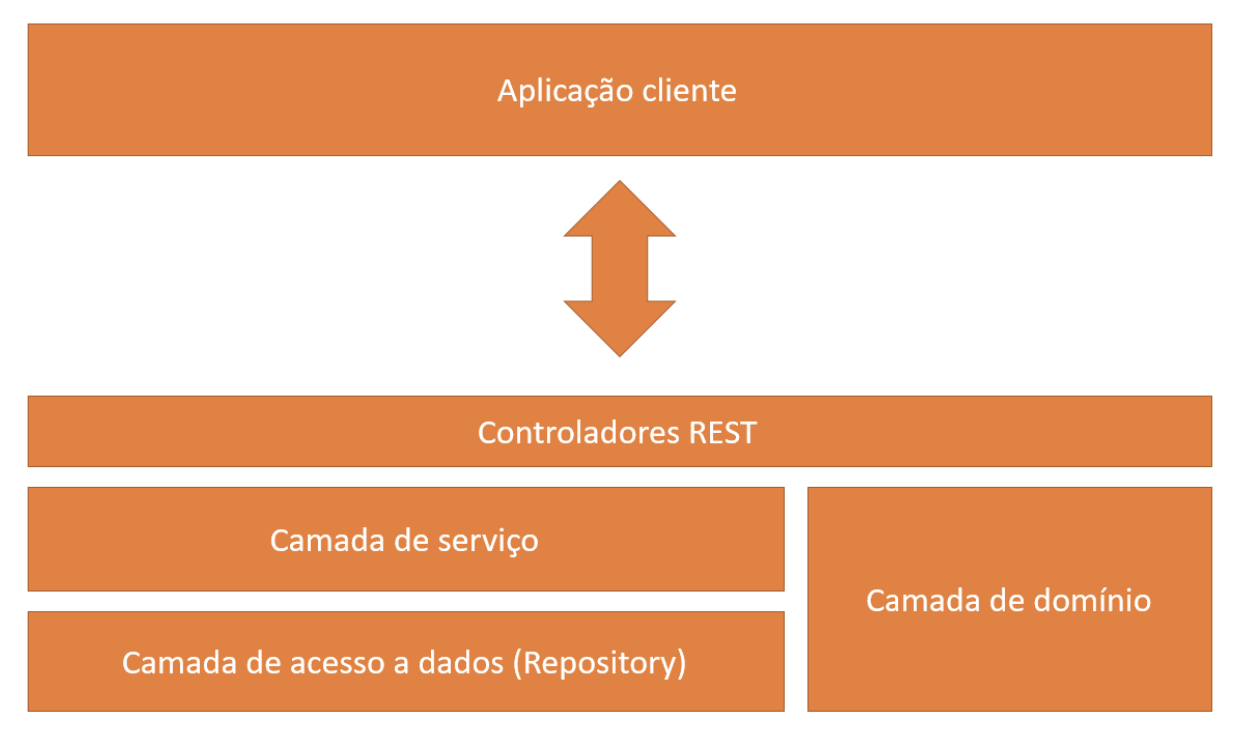 Aplicação cliente
Controladores REST
Camada de serviço
Camada de domínio
Camada de acesso a dados (Repository)